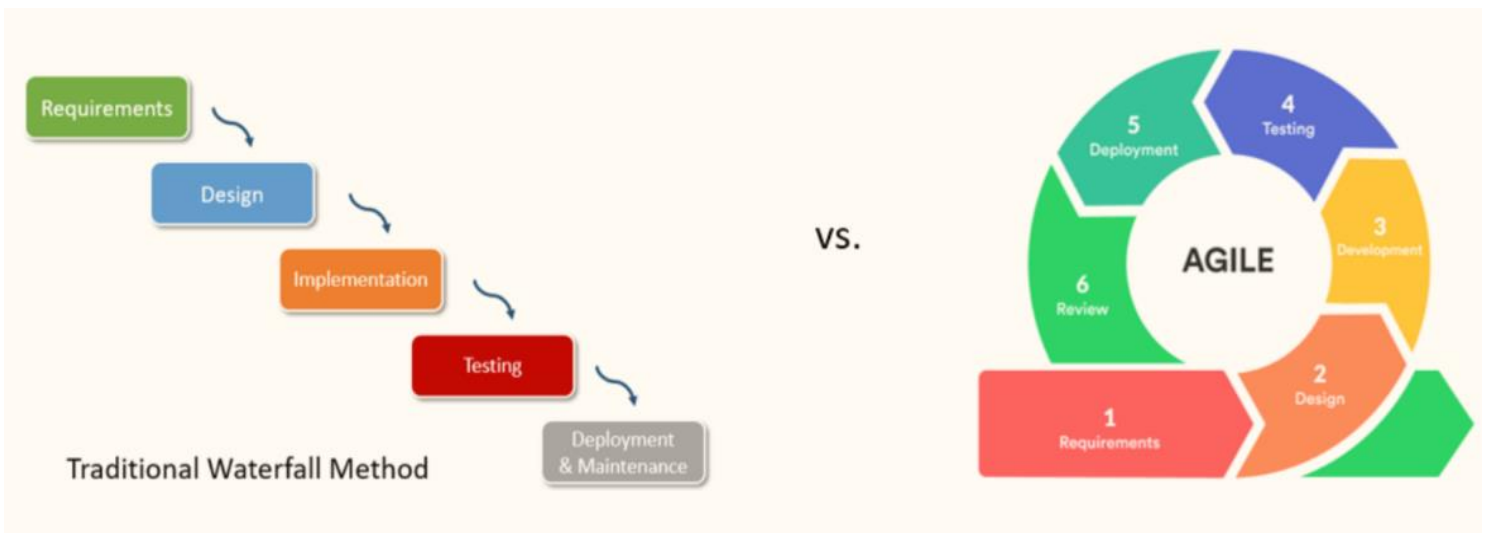 Requirements
Design
Implementation
Testing
Deployment
& Maintenance
Traditional Waterfall Method
vs.
AGILE
1
Requirements
2
Design
3
Development
4
Testing
5
Deployment
6
Review